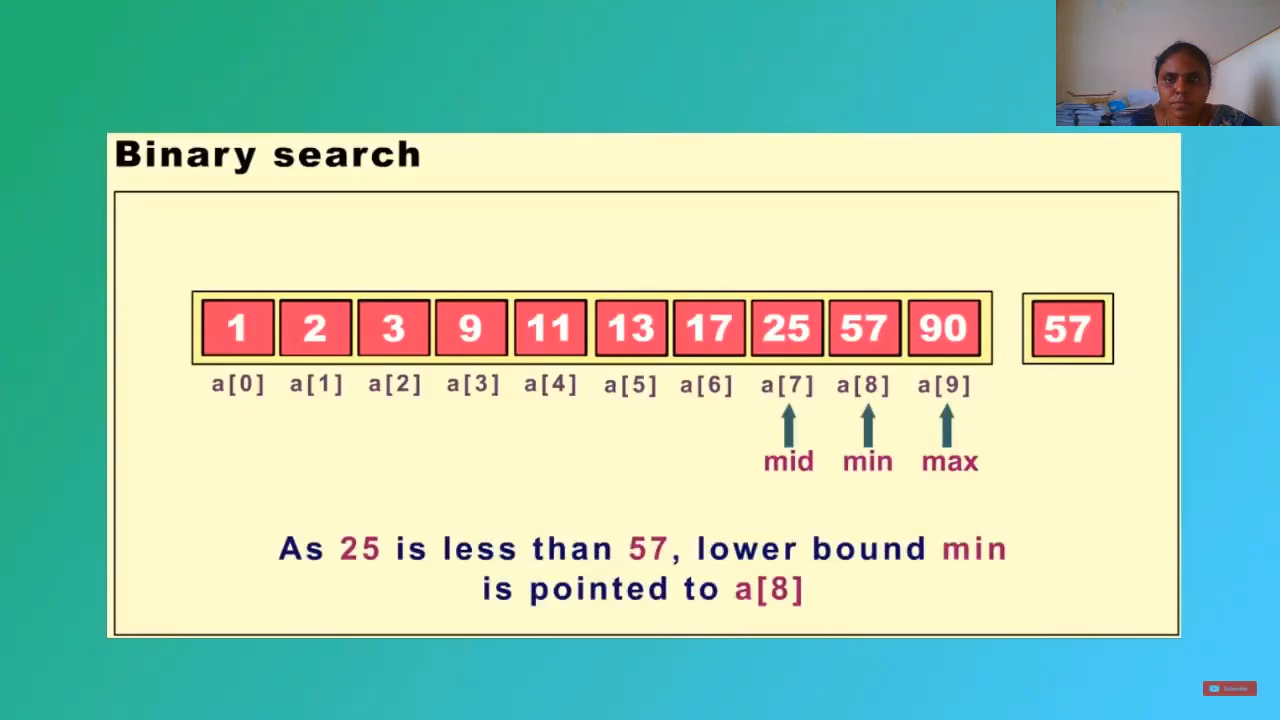 Binary search
1 2 3 9 11 13 17 25 57 90 57
a[0] a[1] a[2] a[3] a[4] a[5] a[6] a[7] a[8] a[9]
mid min max
As 25 is less than 57, lower bound min
is pointed to a[8]
Subscribe